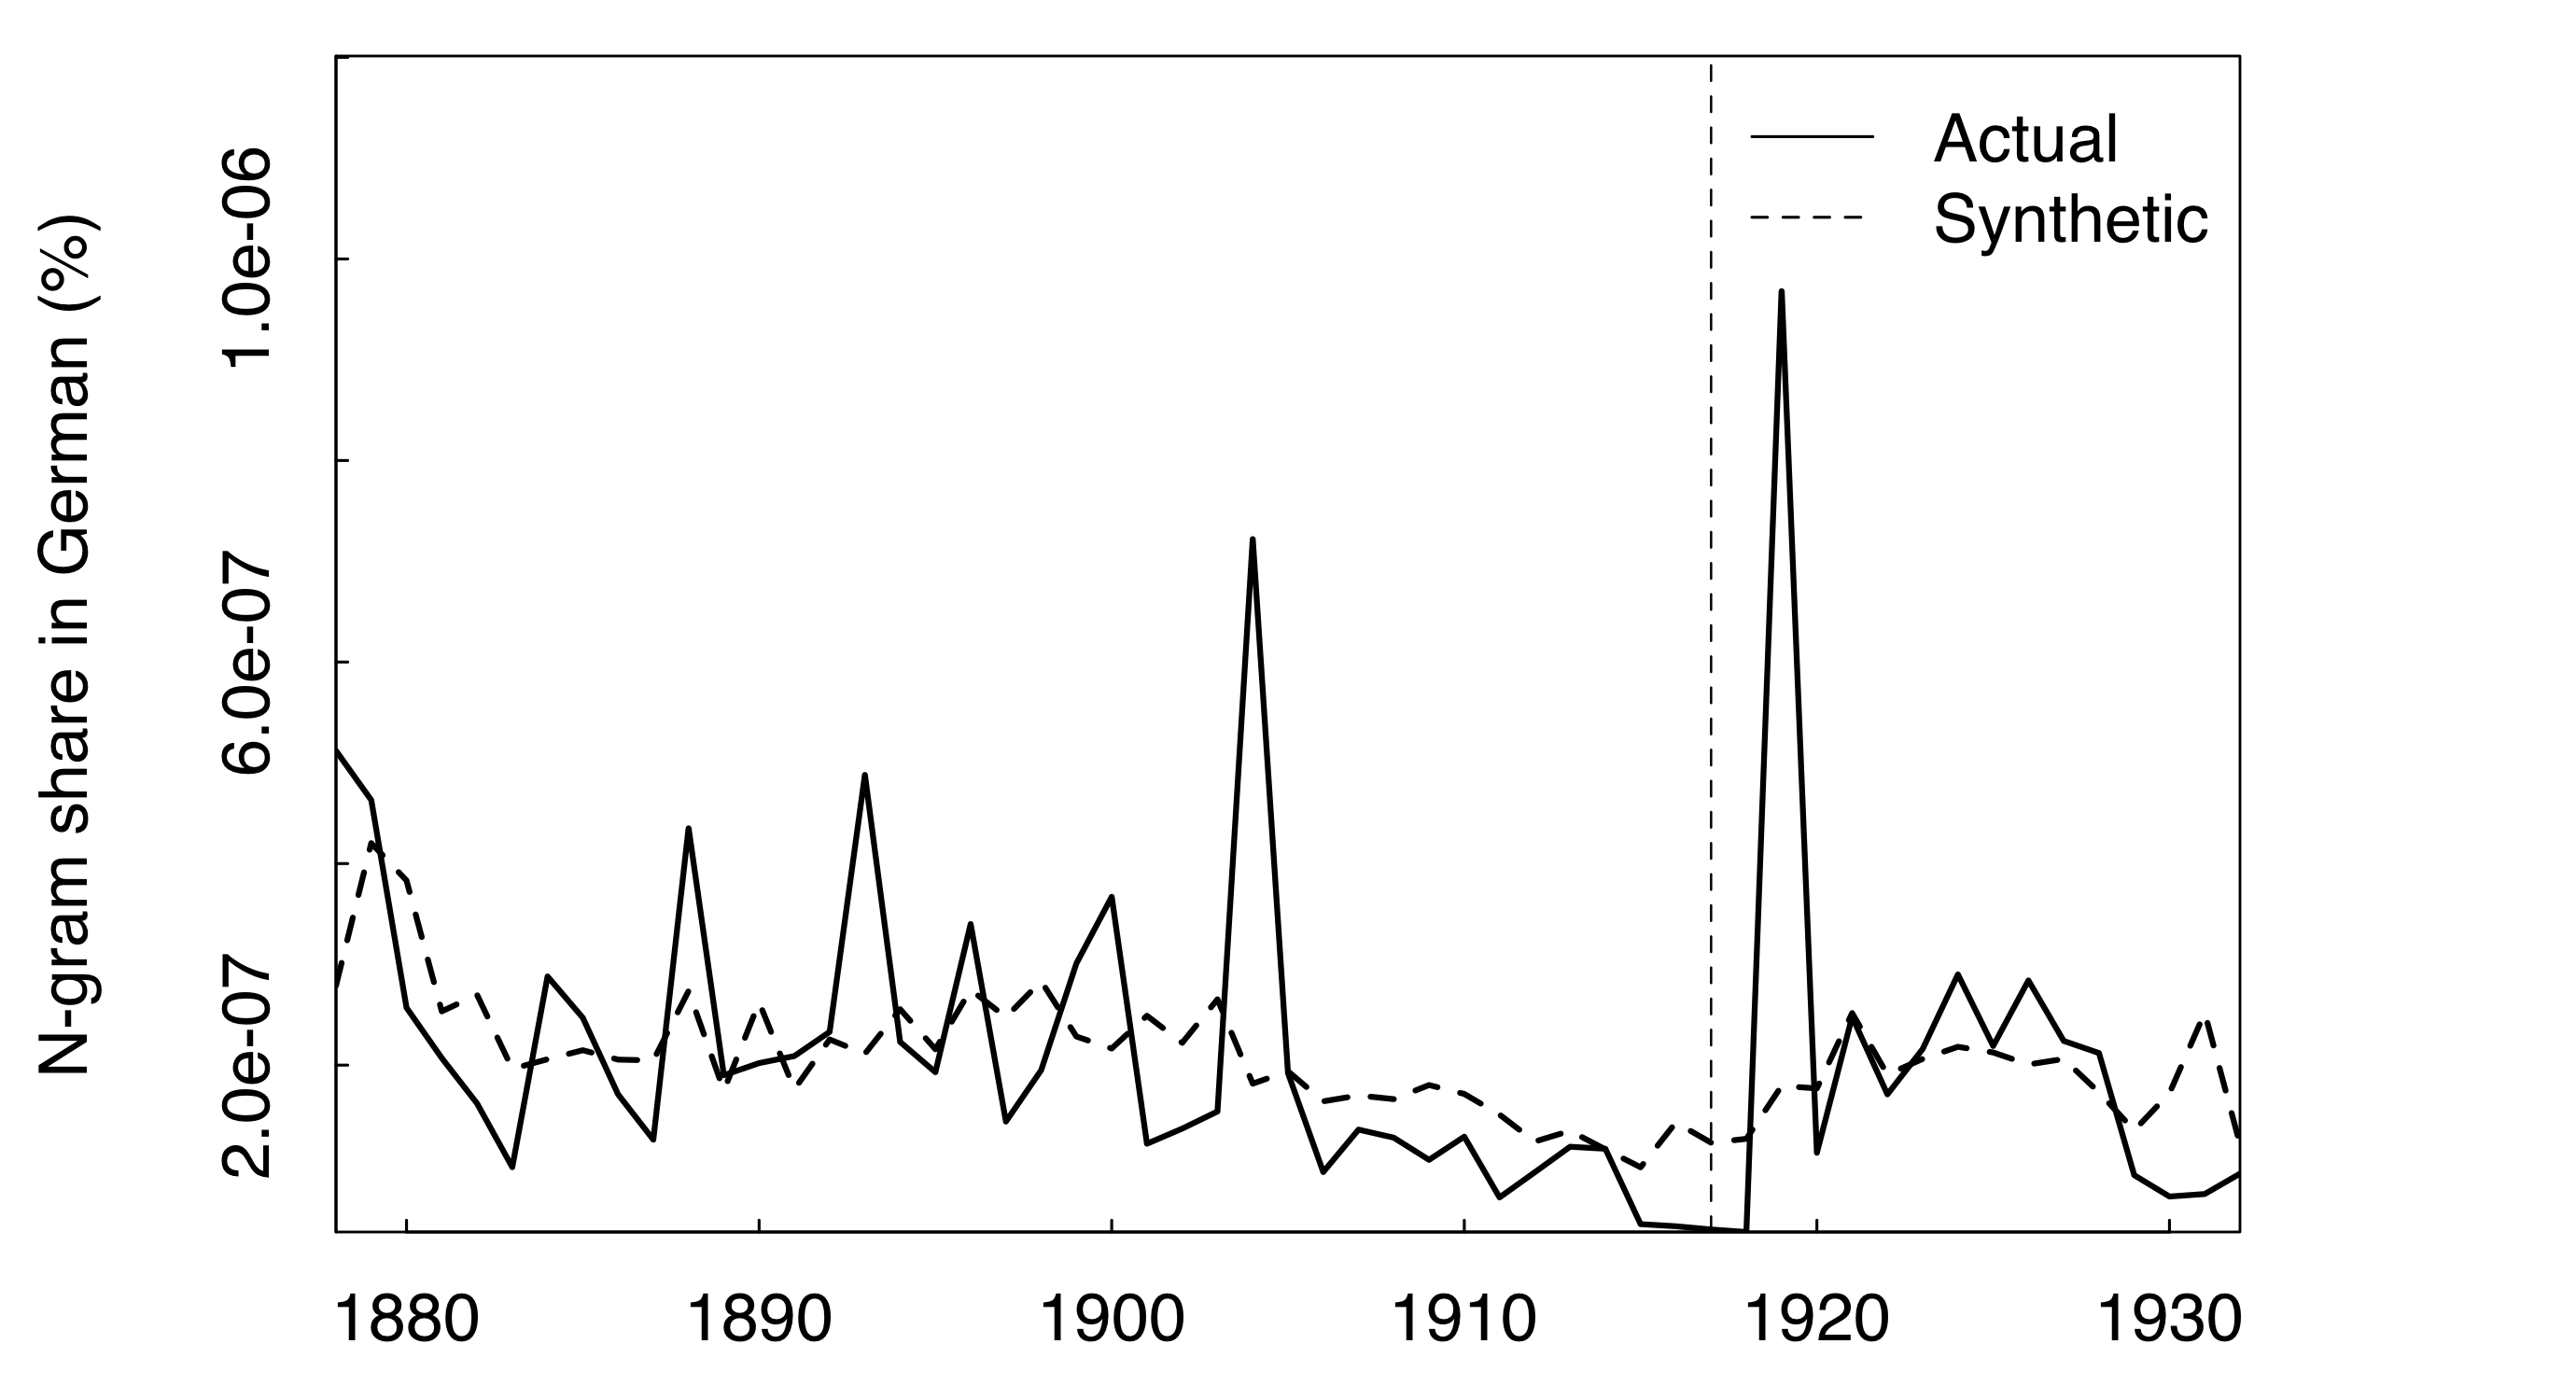 N-gram share in German (%)
1.0e-06
6.0e-07
2.0e-07
Actual
Synthetic
1880 1890 1900 1910 1920 1930